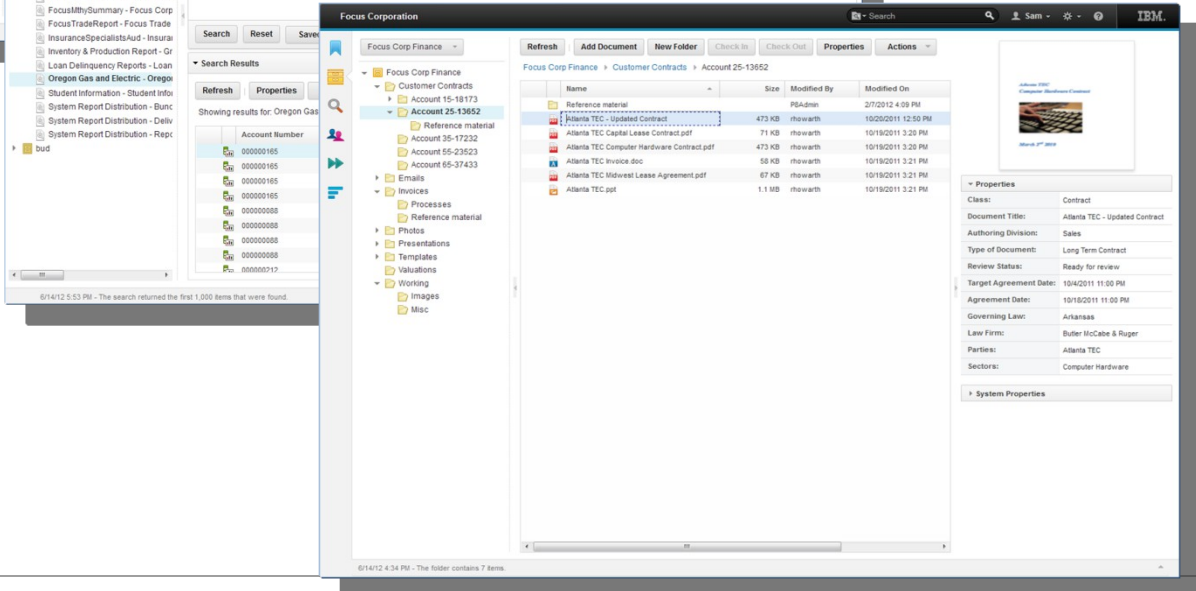 FocusMthySummary - Focus Corp
FocusTradeReport - Focus Trade
InsuranceSpecialistsAud - Insurar
Inventory & Production Report - Gr
Loan Delinquency Reports - Loan
Oregon Gas and Electric - Oregon
Student Information - Student Infor
System Report Distribution - Bunc
System Report Distribution - Deliv
System Report Distribution - Repc
bud
Search Reset Saved
Search Results
Refresh Properties
Showing results for: Oregon Gas
Account Number
000000165
000000165
000000165
000000165
000000088
000000088
000000088
000000088
000000212
6/14/12 5:53 PM - The search returned the first 1,000 items that were found.
Focus Corporation
Search
Sam
IBM.
Focus Corp Finance
Refresh Add Document New Folder Check In Check Out Properties Actions
Focus Corp Finance
Customer Contracts
Account 15-18173
Account 25-13652
Reference material
Account 35-17232
Account 55-23523
Account 65-37433
Emails
Invoices
Processes
Reference material
Photos
Presentations
Templates
Valuations
Working
Images
Misc
Focus Corp Finance Customer Contracts Account 25-13652
Name Size Modified By Modified On
Reference material P8Admin 2/7/2012 4:09 PM
Atlanta TEC - Updated Contract 473 KB rhowarth 10/20/2011 12:50 PM
Atlanta TEC Capital Lease Contract.pdf 71 KB rhowarth 10/19/2011 3:20 PM
Atlanta TEC Computer Hardware Contract.pdf 473 KB rhowarth 10/19/2011 3:20 PM
Atlanta TEC Invoice.doc 58 KB rhowarth 10/19/2011 3:21 PM
Atlanta TEC Midwest Lease Agreement.pdf 67 KB rhowarth 10/19/2011 3:21 PM
Atlanta TEC.ppt 1.1 MB rhowarth 10/19/2011 3:21 PM
Atlanta TEC
Computer Hardware Contract
Properties
Class: Contract
Document Title: Atlanta TEC - Updated Contract
Authoring Division: Sales
Type of Document: Long Term Contract
Review Status: Ready for review
Target Agreement Date: 10/4/2011 11:00 PM
Agreement Date: 10/18/2011 11:00 PM
Governing Law: Arkansas
Law Firm: Butler McCabe & Ruger
Parties: Atlanta TEC
Sectors: Computer Hardware
System Properties
6/14/12 4:34 PM - The folder contains 7 items.